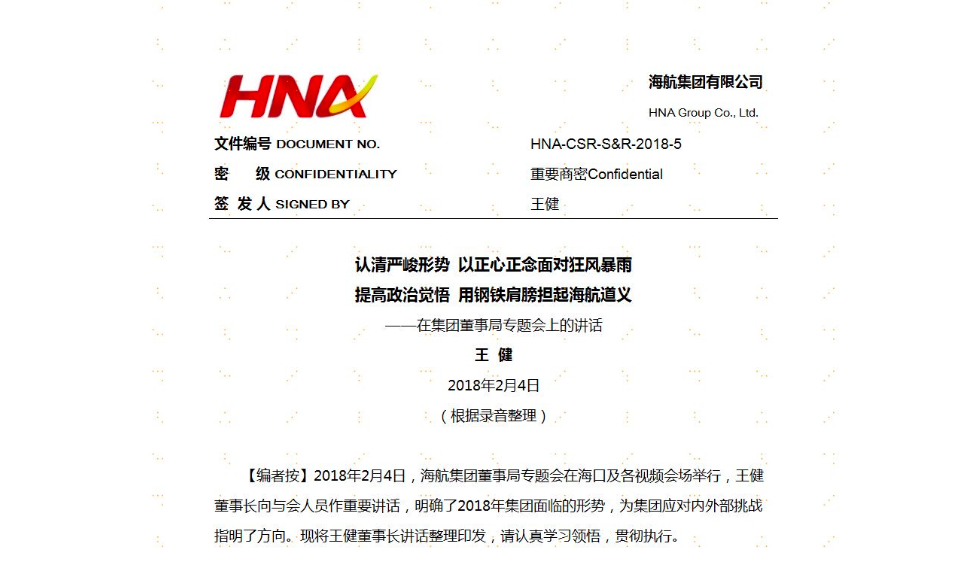 HNA
海航集团有限公司
HNA Group Co., Ltd.
文件编号 DOCUMENT NO. HNA-CSR-S&R-2018-5
密 级 CONFIDENTIALITY 重要商密Confidential
签 发 人 SIGNED BY 王健
认清严峻形势 以正心正念面对狂风暴雨
提高政治觉悟 用钢铁肩膀担起海航道义
——在集团董事局专题会上的讲话
王 健
2018年2月4日
（根据录音整理）
【编者按】2018年2月4日，海航集团董事局专题会在海口及各视频会场举行，王健
董事长向与会人员作重要讲话，明确了2018年集团面临的形势，为集团应对内外部挑战
指明了方向。现将王健董事长讲话整理印发，请认真学习领悟，贯彻执行。